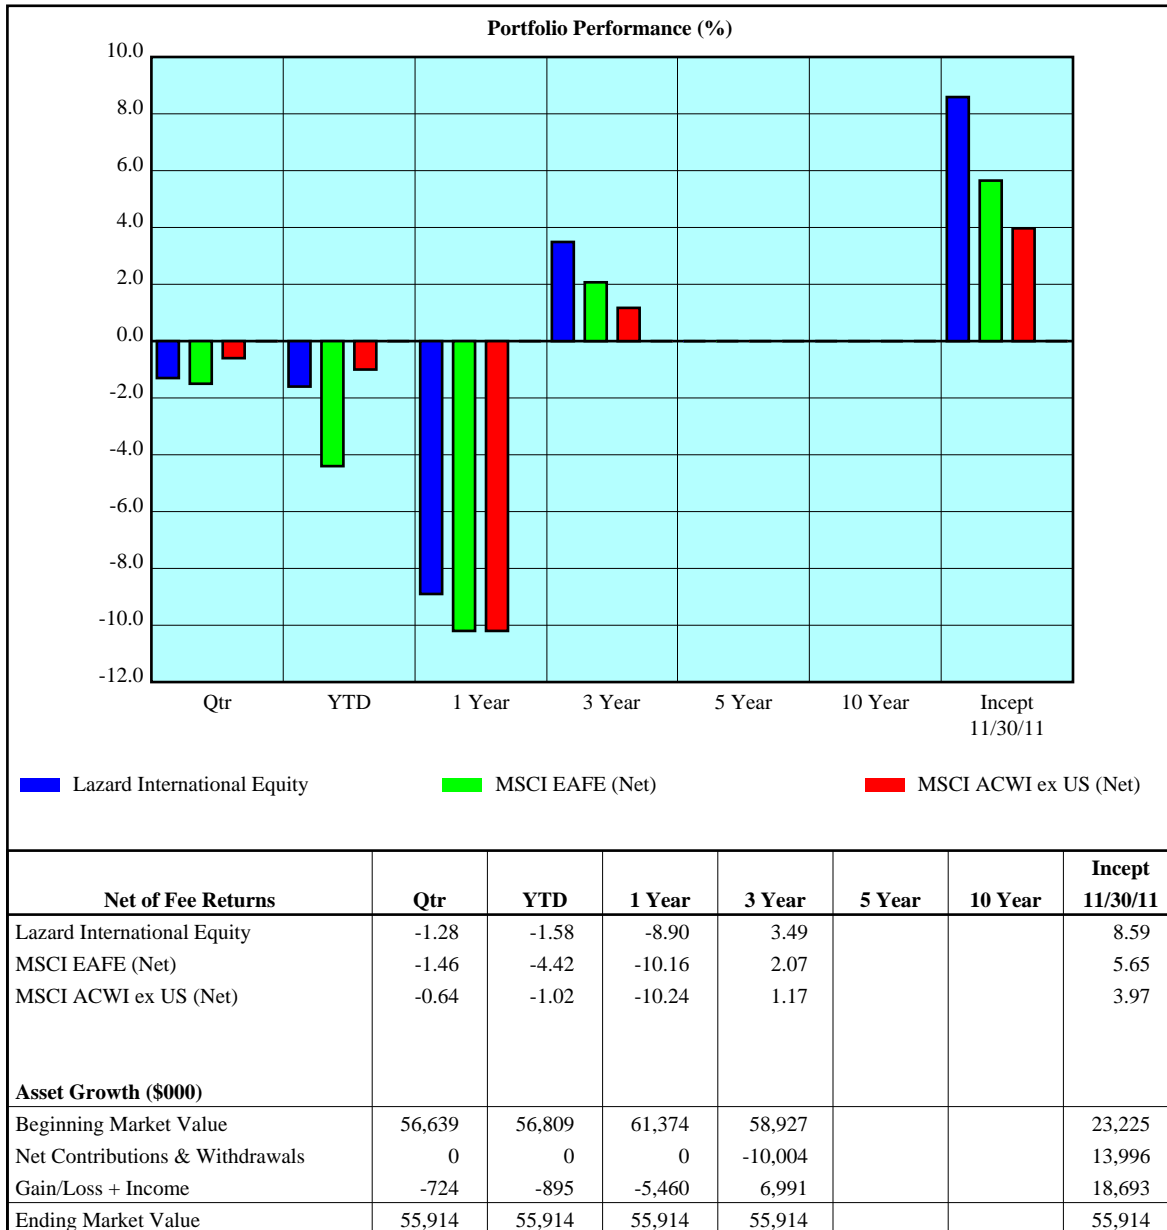 Portfolio Performance (%)
10.0
8.0
6.0
4.0
2.0
0.0
-2.0
-4.0
-6.0
-8.0
-10.0
-12.0
Qtr YTD 1 Year 3 Year 5 Year 10 Year Incept
11/30/11
Lazard International Equity MSCI EAFE (Net) MSCI ACWI ex US (Net)
Incept
Net of Fee Returns Qtr YTD 1 Year 3 Year 5 Year 10 Year 11/30/11
Lazard International Equity -1.28 -1.58 -8.90 3.49 8.59
MSCI EAFE (Net) -1.46 -4.42 -10.16 2.07 5.65
MSCI ACWI ex US (Net) -0.64 -1.02 -10.24 1.17 3.97
Asset Growth ($000)
Beginning Market Value 56,639 56,809 61,374 58,927 23,225
Net Contributions & Withdrawals 0 0 0 -10,004 13,996
Gain/Loss + Income -724 -895 -5,460 6,991 18,693
Ending Market Value 55,914 55,914 55,914 55,914 55,914